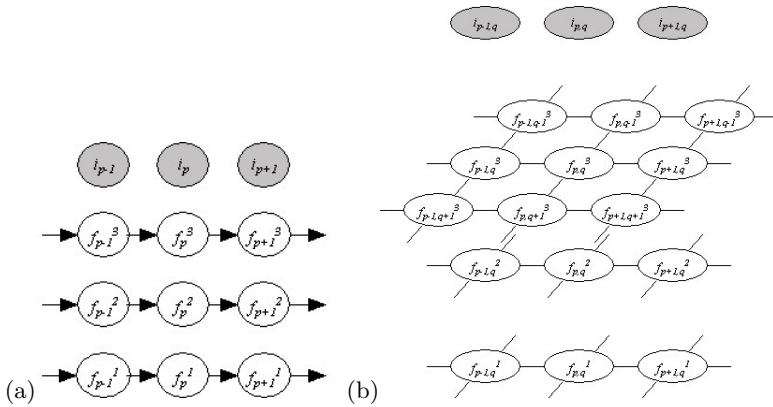 i_{p-1,q} i_{p,q} i_{p+1,q}
f_{p-1,q-1}^3 f_{p,q-1}^3 f_{p+1,q-1}^3
i_{p-1} i_p i_{p+1}
f_{p-1,q}^3 f_{p,q}^3 f_{p+1,q}^3
f_{p-1,q+1}^3 f_{p,q+1}^3 f_{p+1,q+1}^3
f_{p-1}^3 f_p^3 f_{p+1}^3
f_{p-1,q}^2 f_{p,q}^2 f_{p+1,q}^2
f_{p-1}^2 f_p^2 f_{p+1}^2
f_{p-1,q}^1 f_{p,q}^1 f_{p+1,q}^1
f_{p-1}^1 f_p^1 f_{p+1}^1
(a)
(b)